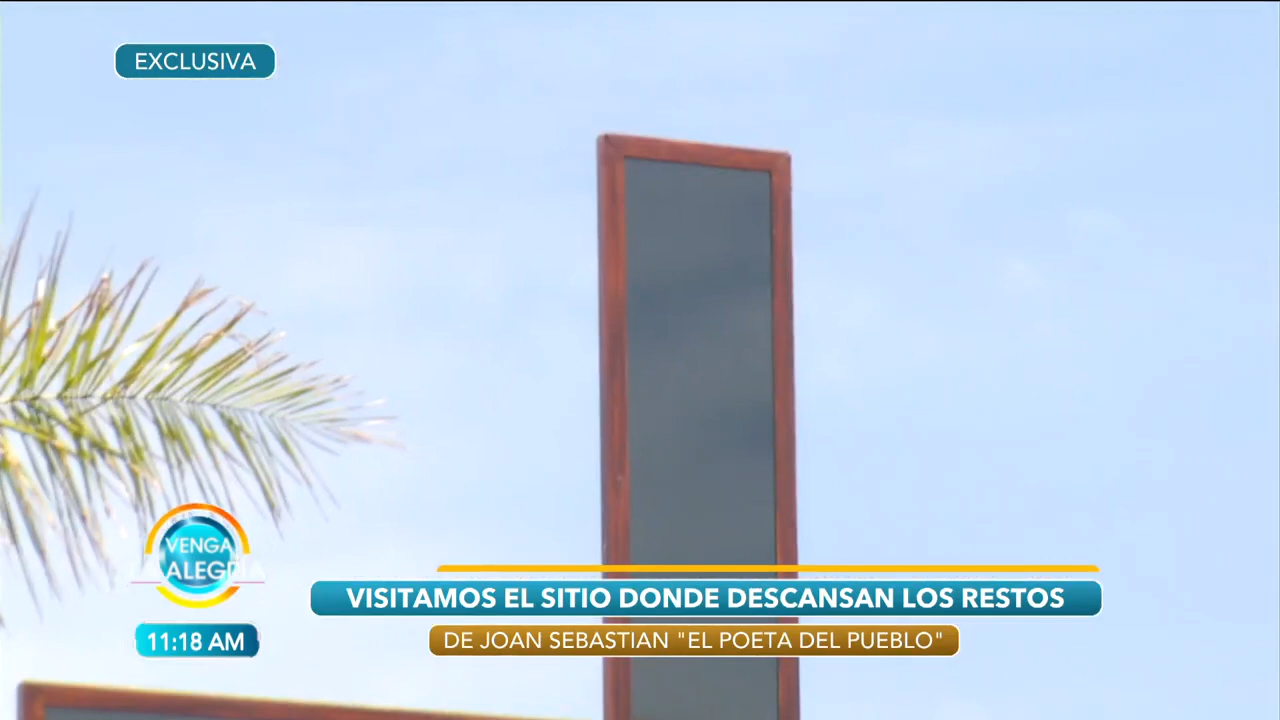 EXCLUSIVA
VENGA
LA ALEGRÍA
11:18 AM
VISITAMOS EL SITIO DONDE DESCANSAN LOS RESTOS
DE JOAN SEBASTIAN "EL POETA DEL PUEBLO"